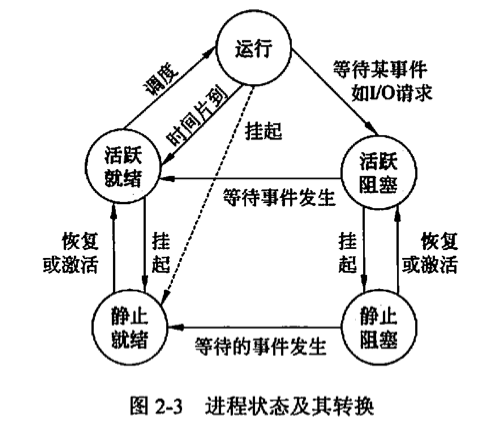 运行
调度
时间片到
挂起
等待某事件
如I/O请求
活跃
就绪
活跃
阻塞
等待事件发生
恢复
或激活
挂
起
挂
起
恢复
或激活
静止
就绪
静止
阻塞
等待的事件发生
图 2-3 进程状态及其转换